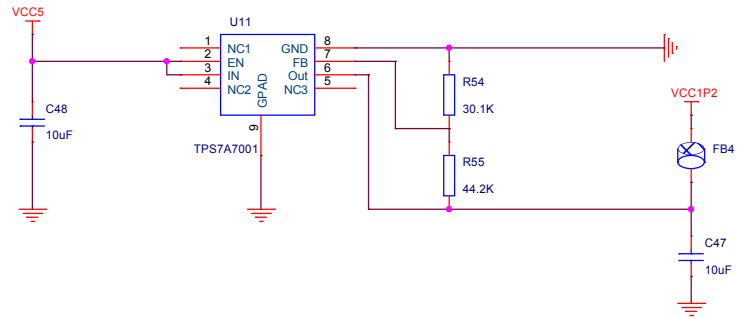 VCC5
U11
1 NC1 GND 8
2 EN FB 7
3 IN Out 6
4 NC2 NC3 5
GPAD
9
TPS7A7001
C48
10uF
R54
30.1K
R55
44.2K
VCC1P2
FB4
C47
10uF